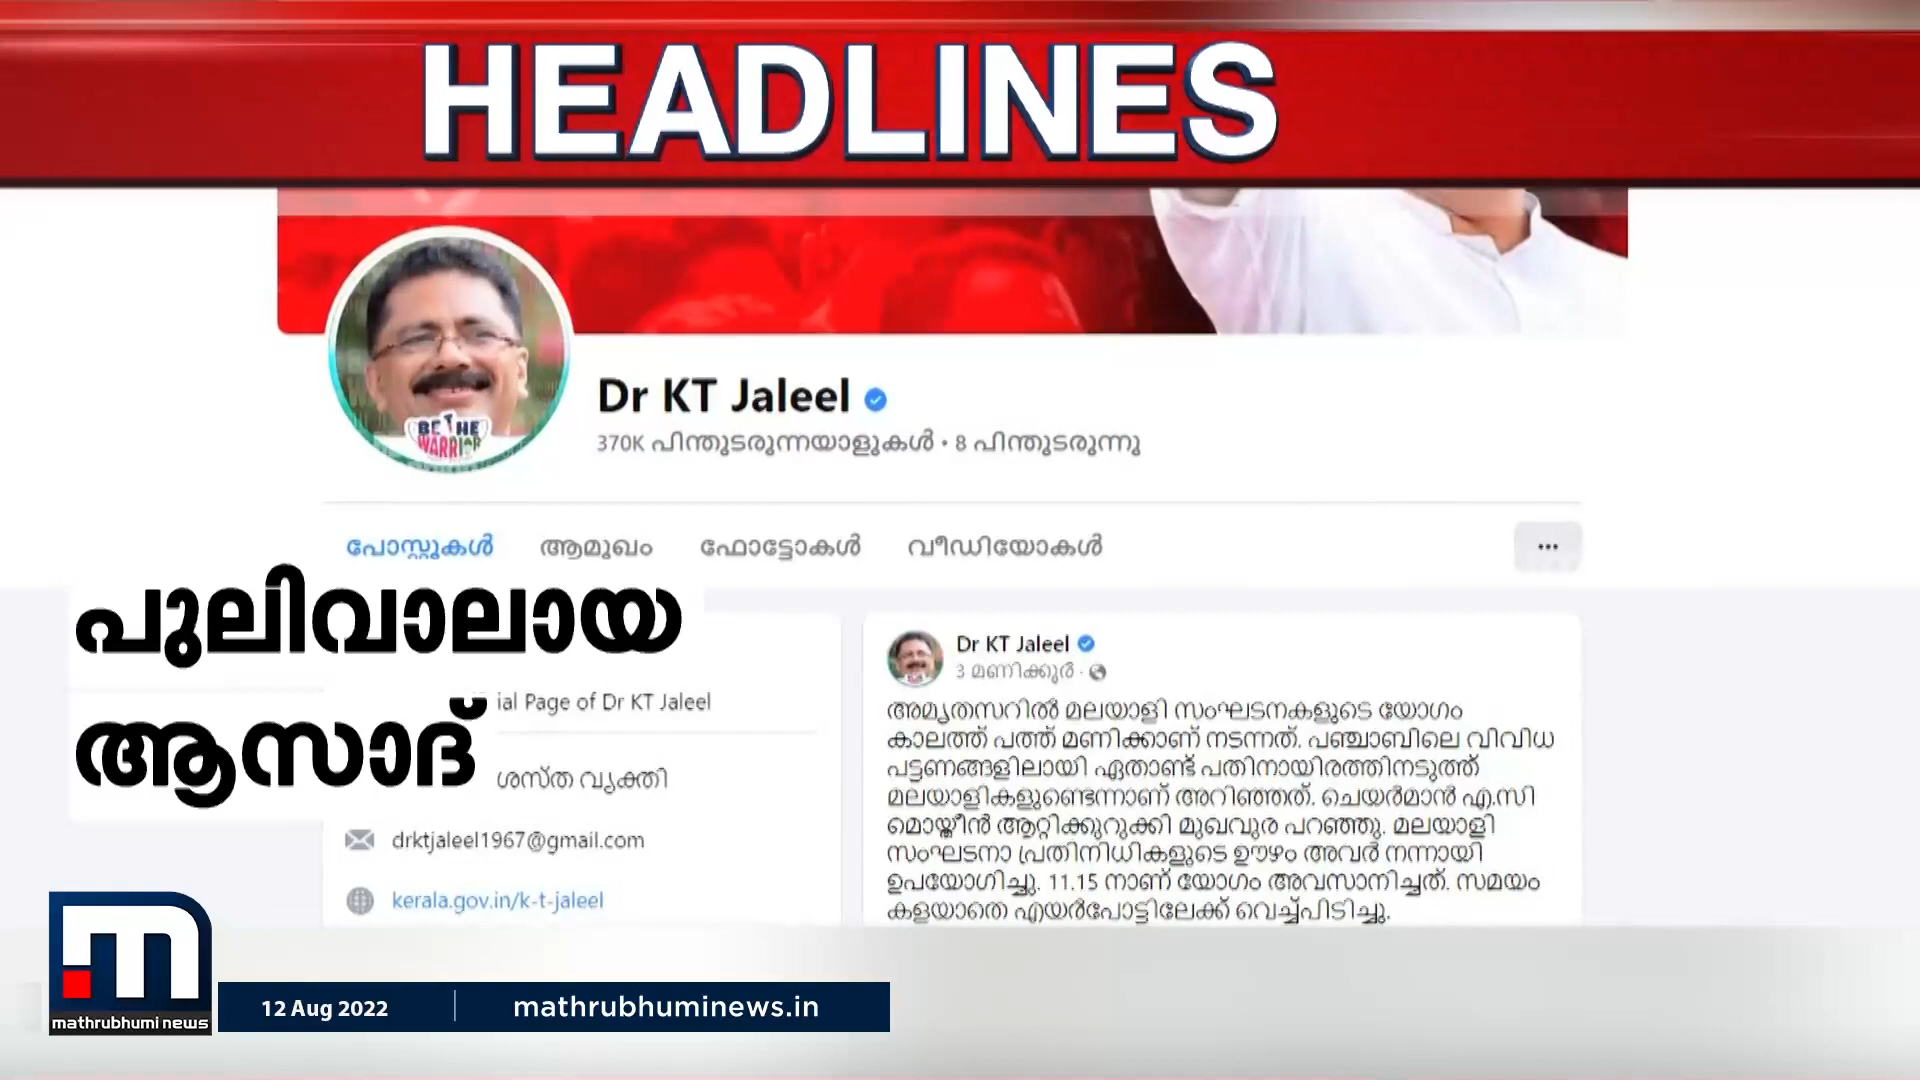 HEADLINES
BE THE
WARRIOR
Dr KT Jaleel
370K പിന്തുടരുന്നയാളുകൾ • 8 പിന്തുടരുന്നു
പോസ്റ്റുകൾ ആമുഖം ഫോട്ടോകൾ വീഡിയോകൾ
പുലിവാലായ
ആസാദ്
ial Page of Dr KT Jaleel
ശസ്ത വ്യക്തി
drktjaleel1967@gmail.com
kerala.gov.in/k-t-jaleel
Dr KT Jaleel
3 മണിക്കൂർ
അമൃതസറിൽ മലയാളി സംഘടനകളുടെ യോഗം
കാലത്ത് പത്ത് മണിക്കാണ് നടന്നത്. പഞ്ചാബിലെ വിവിധ
പട്ടണങ്ങളിലായി ഏതാണ്ട് പതിനായിരത്തിനടുത്ത്
മലയാളികളുണ്ടെന്നാണ് അറിഞ്ഞത്. ചെയർമാൻ എ.സി
മൊയ്തീൻ ആറ്റിക്കുറുക്കി മുഖവുര പറഞ്ഞു. മലയാളി
സംഘടനാ പ്രതിനിധികളുടെ ഊഴം അവർ നന്നായി
ഉപയോഗിച്ചു. 11.15 നാണ് യോഗം അവസാനിച്ചത്. സമയം
കളയാതെ എയർപോട്ടിലേക്ക് വെച്ച്പിടിച്ചു.
mathrubhumi news
12 Aug 2022
mathrubhuminews.in